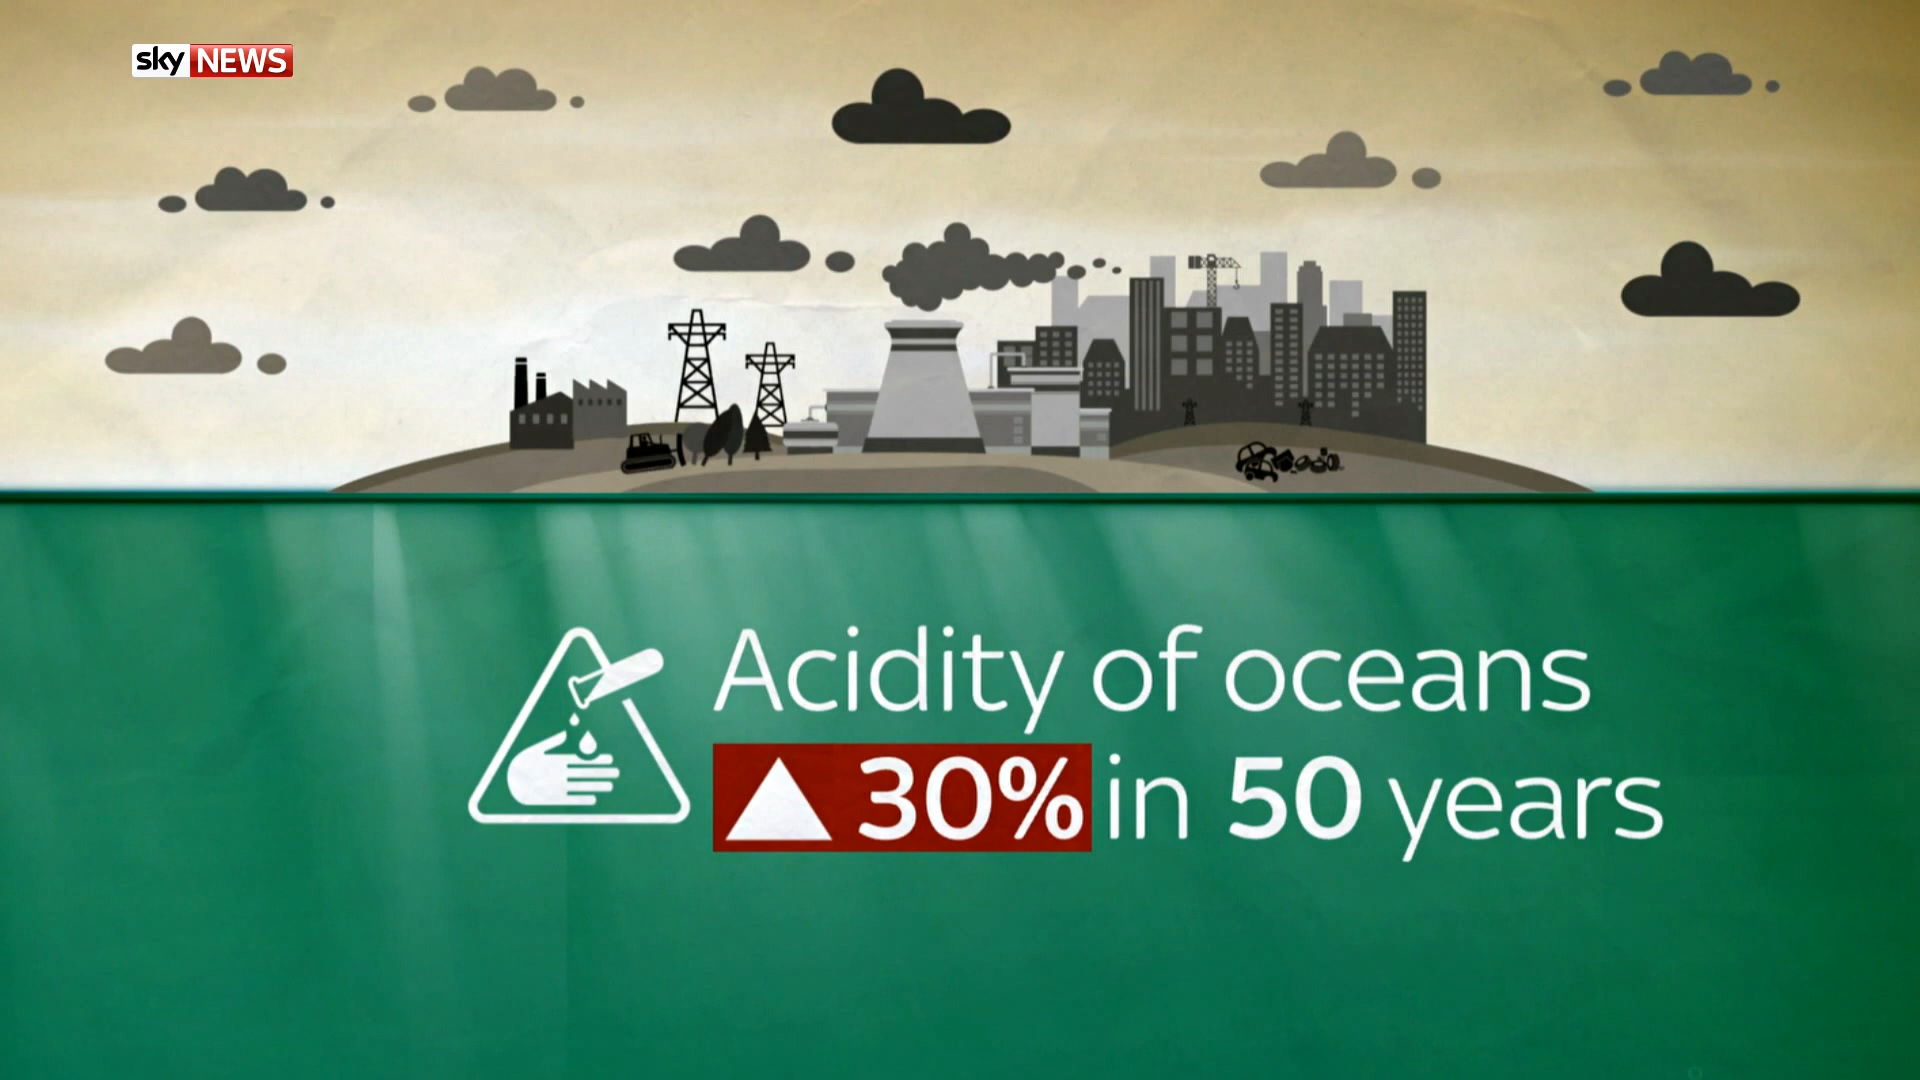 sky NEWS
Acidity of oceans
▲ 30% in 50 years